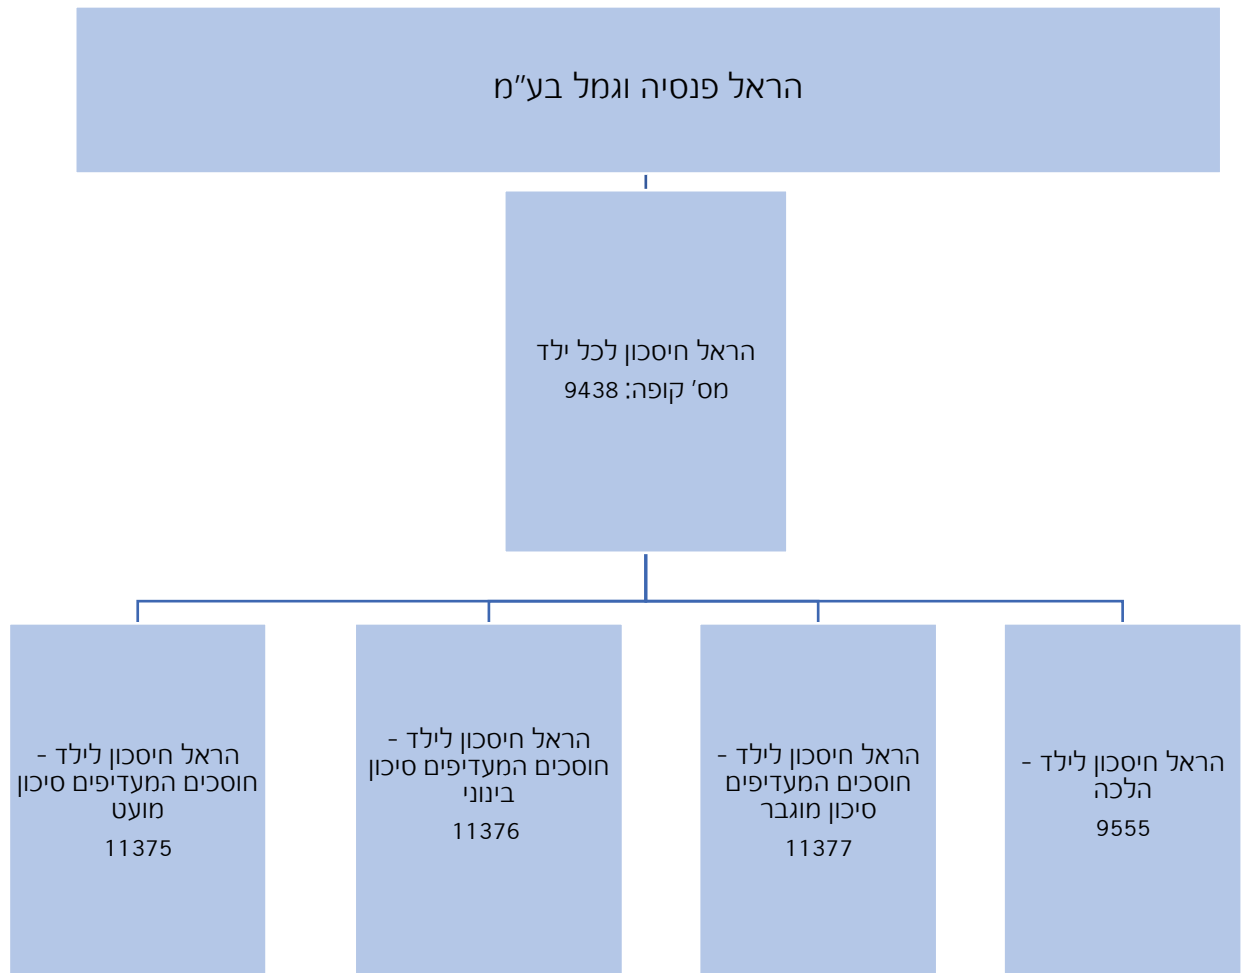 הראל פנסיה וגמל בע"מ
הראל חיסכון לכל ילד
מס' קופה: 9438
הראל חיסכון לילד -
הלכה
9555
הראל חיסכון לילד -
חוסכים המעדיפים
סיכון מוגבר
11377
הראל חיסכון לילד -
חוסכים המעדיפים סיכון
בינוני
11376
הראל חיסכון לילד -
חוסכים המעדיפים סיכון
מועט
11375